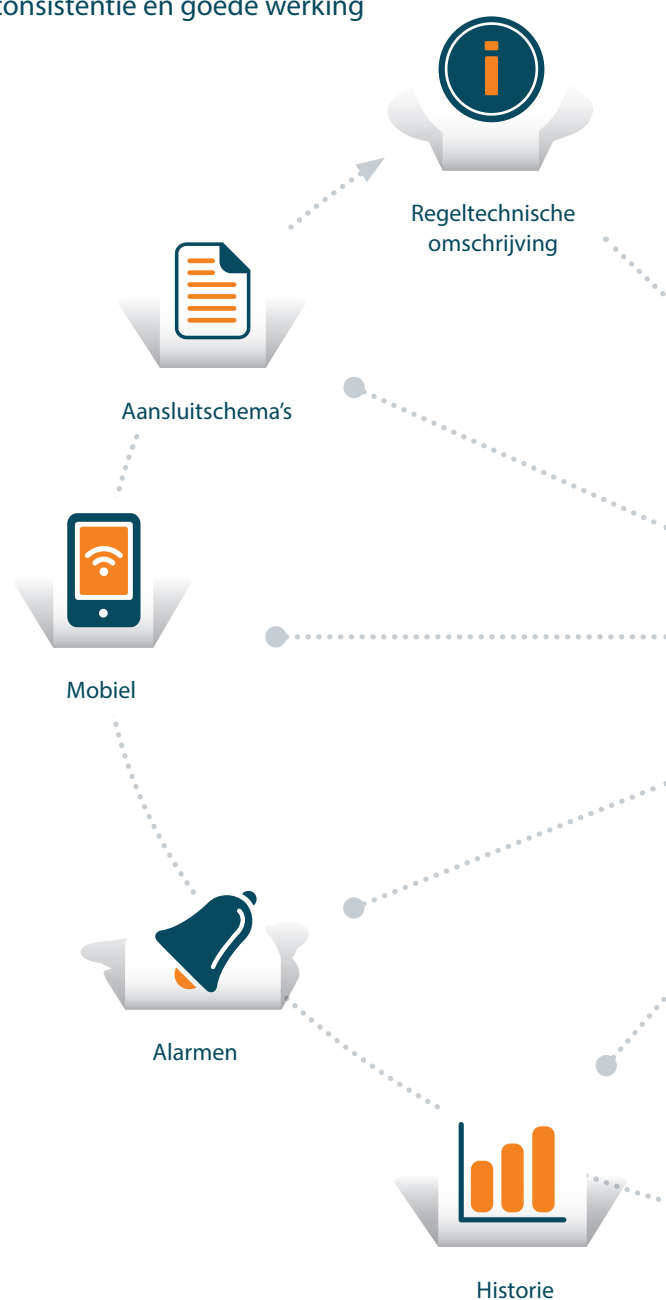 consistentie en goede werking
Regeltechnische
omschrijving
Aansluitschema's
Mobiel
Alarmen
Historie